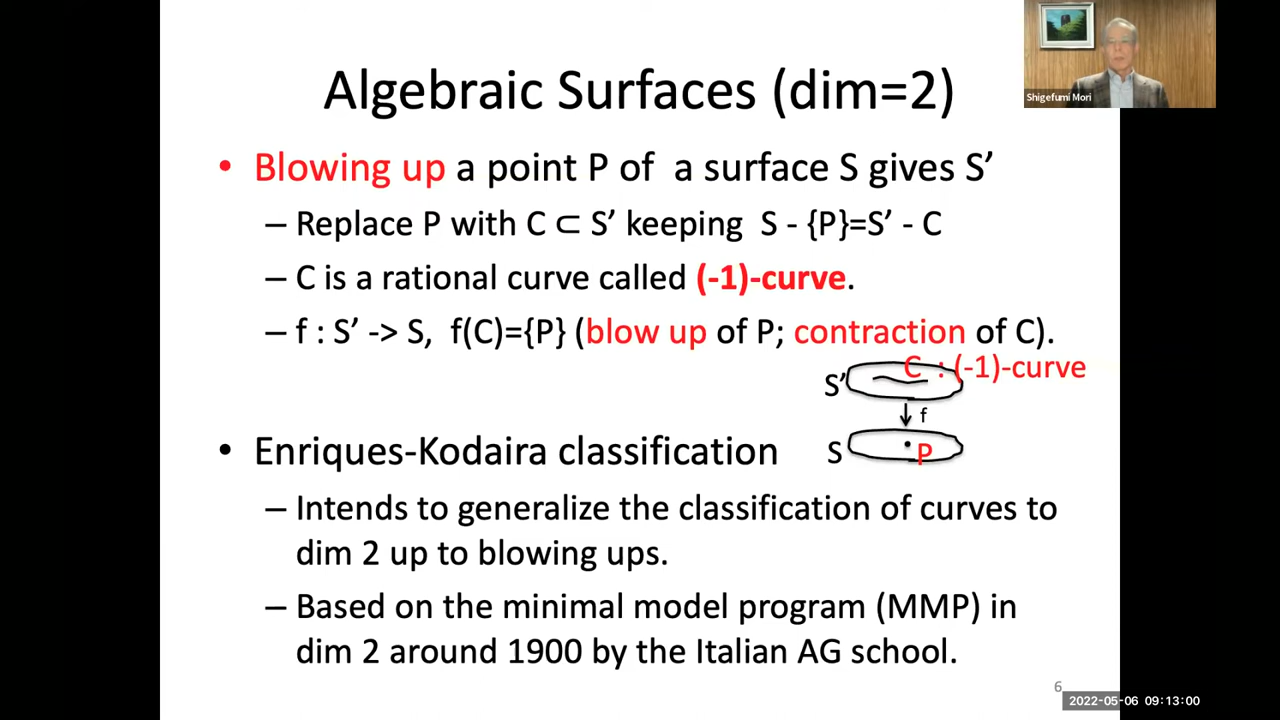 Algebraic Surfaces (dim=2)
Shigefumi Mori
• Blowing up a point P of a surface S gives S’
– Replace P with C ⊂ S’ keeping S - {P}=S’ - C
– C is a rational curve called (-1)-curve.
– f : S’ -> S, f(C)={P} (blow up of P; contraction of C).
C : (-1)-curve
S’
f
S
P
• Enriques-Kodaira classification
– Intends to generalize the classification of curves to
dim 2 up to blowing ups.
– Based on the minimal model program (MMP) in
dim 2 around 1900 by the Italian AG school.
6
2022-05-06 09:13:00